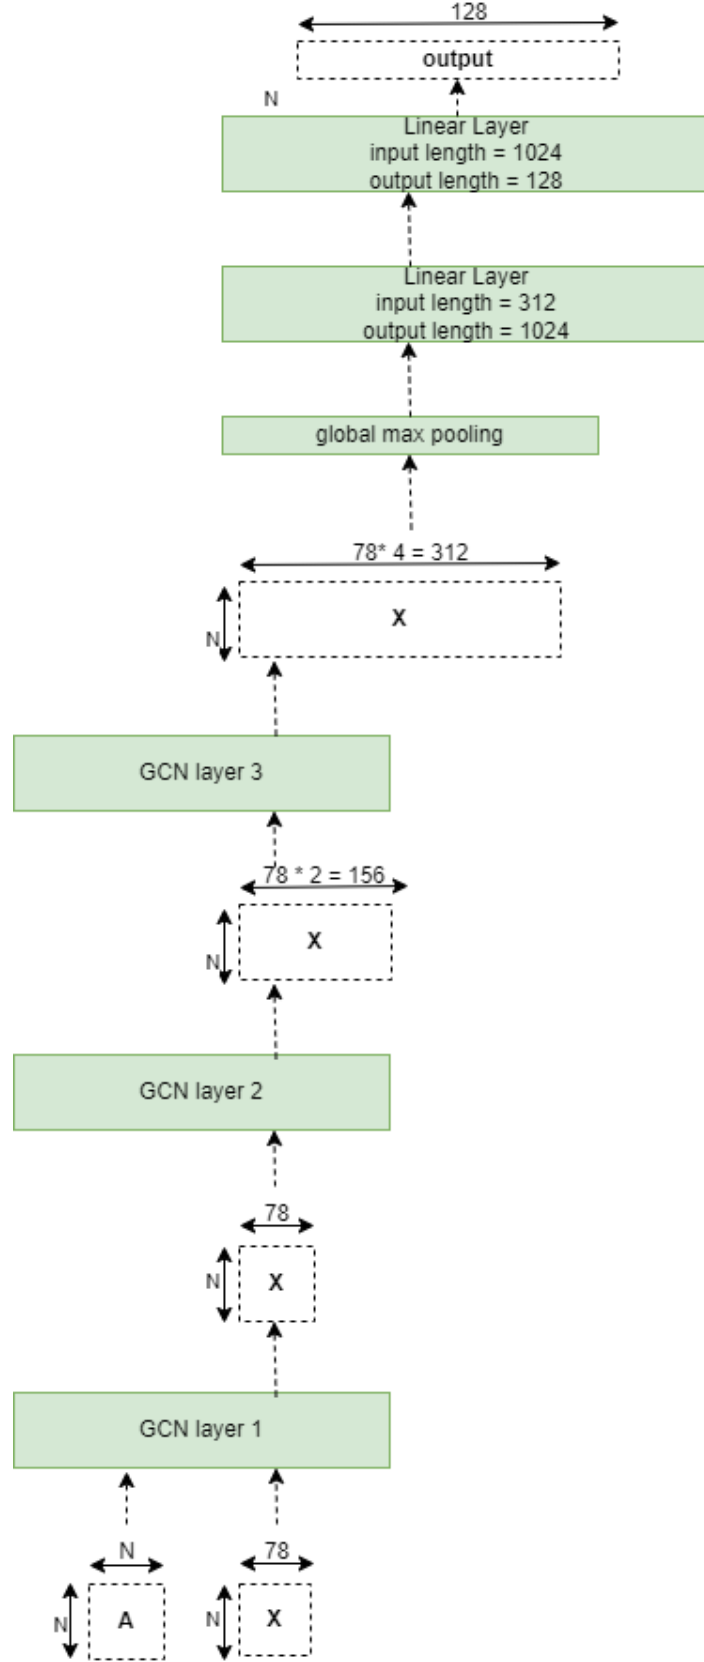 128
output
N
Linear Layer
input length = 1024
output length = 128
Linear Layer
input length = 312
output length = 1024
global max pooling
78* 4 = 312
N
X
GCN layer 3
78 * 2 = 156
N
X
GCN layer 2
78
N
X
GCN layer 1
N
78
N
A
N
X